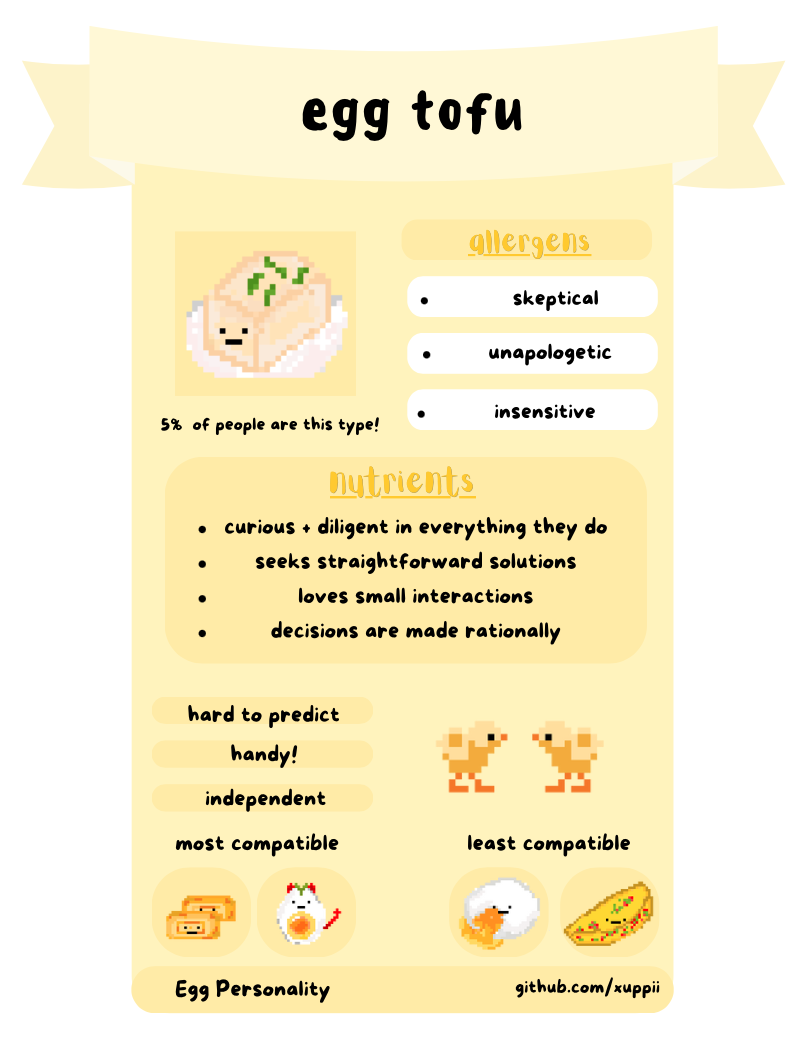 egg tofu
allergens
• skeptical
• unapologetic
• insensitive
5% of people are this type!
nutrients
• curious + diligent in everything they do
• seeks straightforward solutions
• loves small interactions
• decisions are made rationally
hard to predict
handy!
independent
most compatible
least compatible
Egg Personality
github.com/xuppii